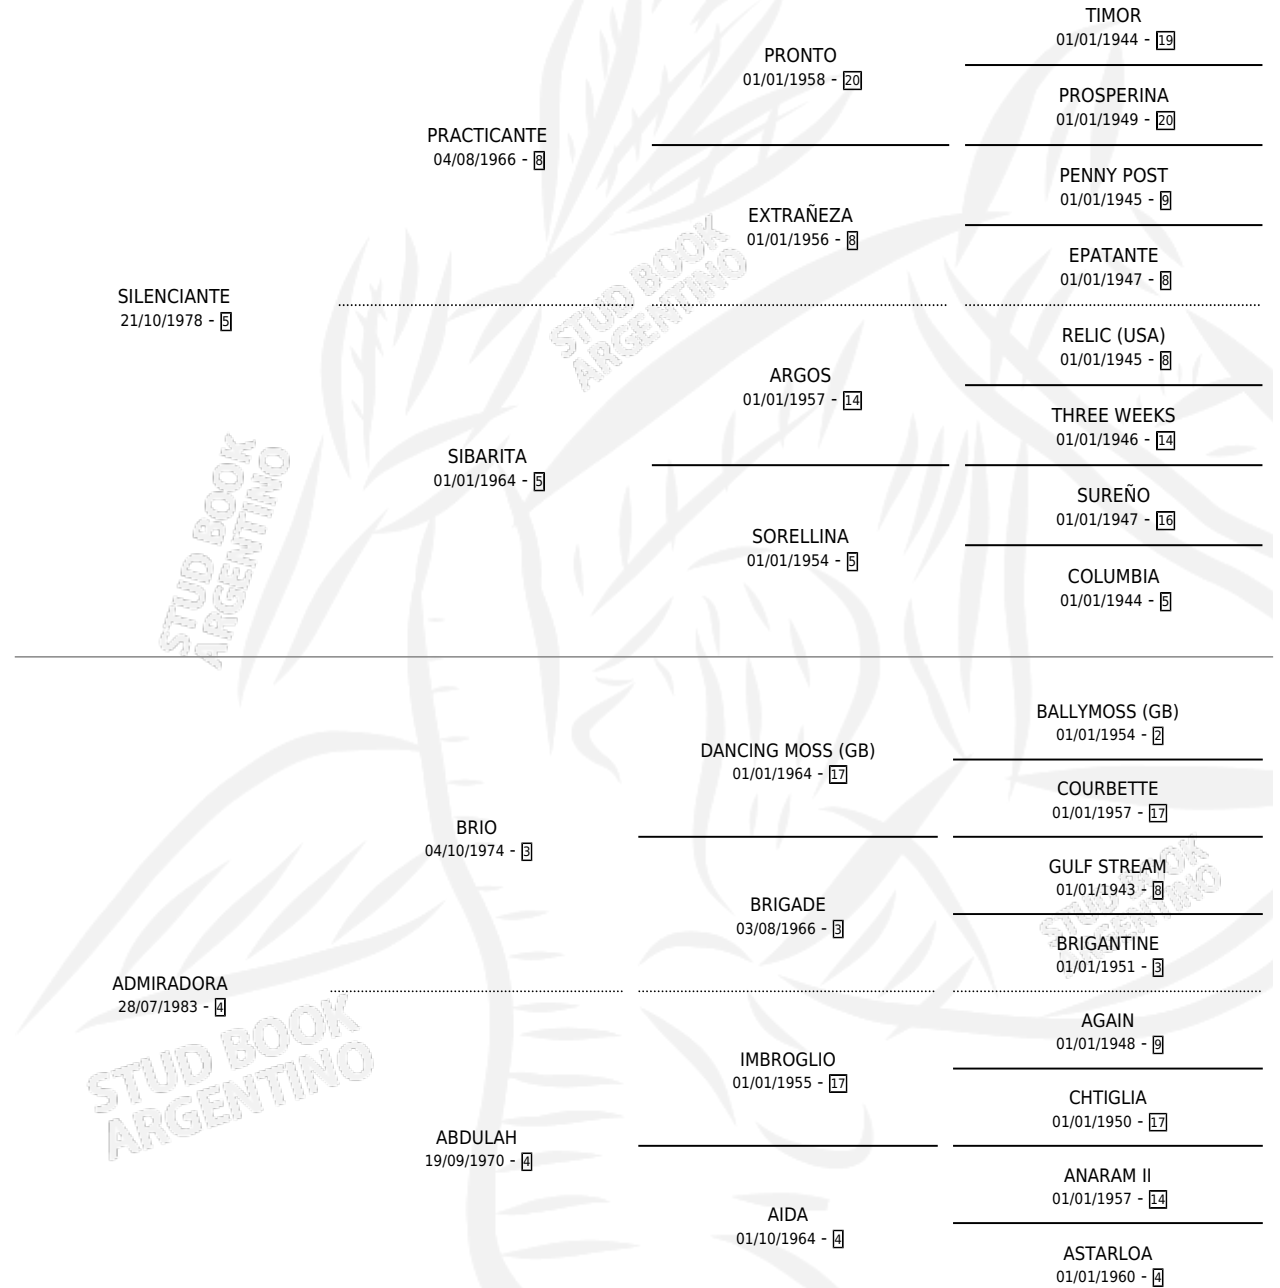 TIMOR
01/01/1944 - 19
PRONTO
01/01/1958 - 20
PROSPERINA
01/01/1949 - 20
PRACTICANTE
04/08/1966 - 8
PENNY POST
01/01/1945 - 9
EXTRAÑEZA
01/01/1956 - 8
EPATANTE
01/01/1947 - 8
SILENCIANTE
21/10/1978 - 5
STUD BOOK
ARGENTINO
RELIC (USA)
01/01/1945 - 8
ARGOS
01/01/1957 - 14
THREE WEEKS
01/01/1946 - 14
SIBARITA
01/01/1964 - 5
SUREÑO
01/01/1947 - 16
SORELLINA
01/01/1954 - 5
COLUMBIA
01/01/1944 - 5
STUD BOOK
ARGENTINO
BALLYMOSS (GB)
01/01/1954 - 2
DANCING MOSS (GB)
01/01/1964 - 17
COURBETTE
01/01/1957 - 17
BRIO
04/10/1974 - 3
GULF STREAM
01/01/1943 - 8
BRIGADE
03/08/1966 - 3
STUD BOOK
ARGENTINO
BRIGANTINE
01/01/1951 - 3
ADMIRADORA
28/07/1983 - 4
AGAIN
01/01/1948 - 9
IMBROGLIO
01/01/1955 - 17
STUD BOOK
ARGENTINO
CHTIGLIA
01/01/1950 - 17
ABDULAH
19/09/1970 - 4
ANARAM II
01/01/1957 - 14
AIDA
01/10/1964 - 4
ASTARLOA
01/01/1960 - 4